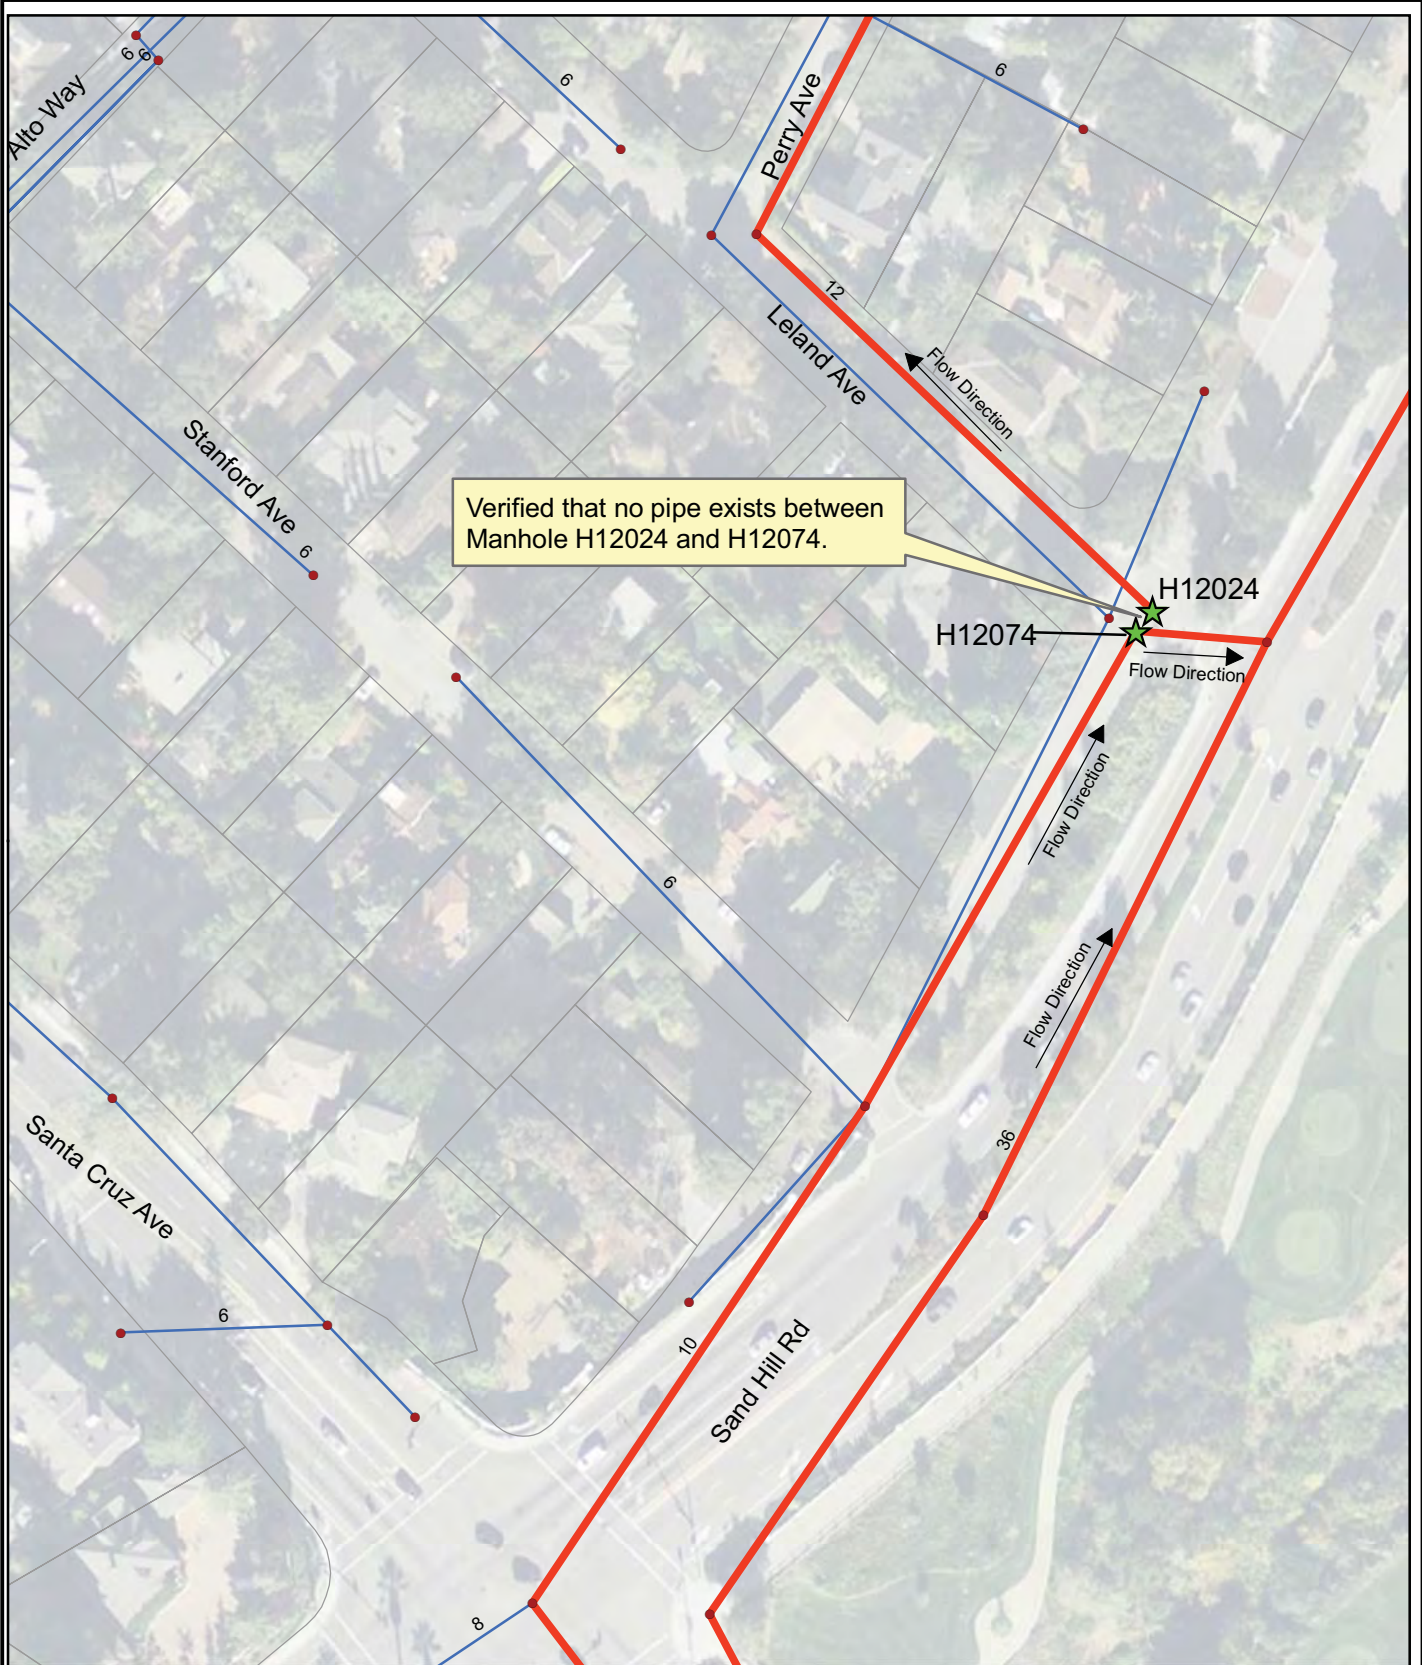 6
6
Alto Way
6
Perry Ave
6
12
Leland Ave
Flow Direction
Stanford Ave
6
Verified that no pipe exists between
Manhole H12024 and H12074.
H12024
H12074
Flow Direction
Flow Direction
6
Flow Direction
36
Santa Cruz Ave
6
10
Sand Hill Rd
8